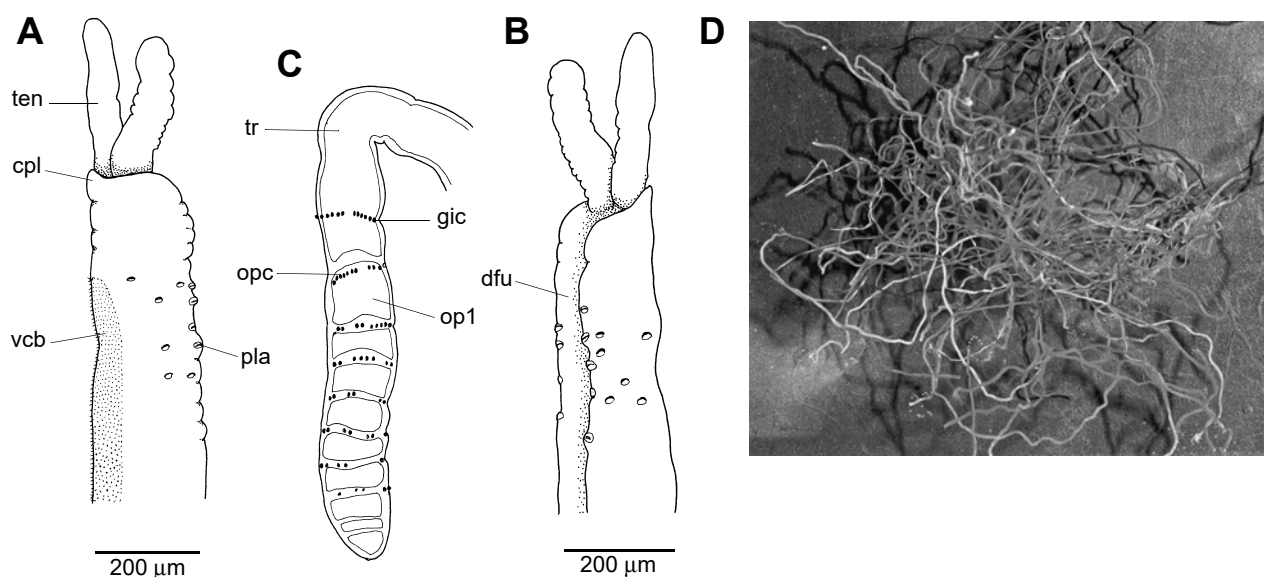 A
B
C
D
ten
cpl
vcb
pla
200 μm
tr
gic
opc
op1
dfu
200 μm